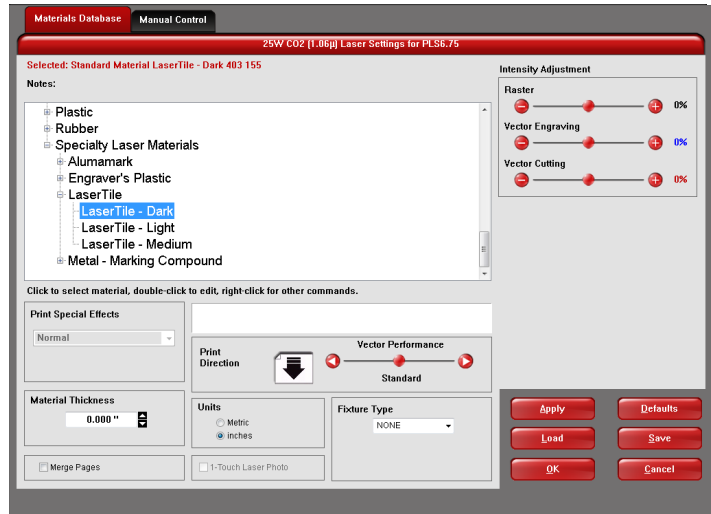 Materials Database Manual Control
25W CO2 (1.06µ) Laser Settings for PLS6.75
Selected: Standard Material LaserTile - Dark 403 155
Notes:
Plastic
Rubber
Specialty Laser Materials
Alumamark
Engraver's Plastic
LaserTile
LaserTile - Dark
LaserTile - Light
LaserTile - Medium
Metal - Marking Compound
Click to select material, double-click to edit, right-click for other commands.
Intensity Adjustment
Raster
0%
Vector Engraving
0%
Vector Cutting
0%
Print Special Effects
Normal
Print
Direction
Vector Performance
Standard
Material Thickness
0.000 "
Units
Metric
inches
Fixture Type
NONE
Merge Pages
1-Touch Laser Photo
Apply Defaults
Load Save
OK Cancel